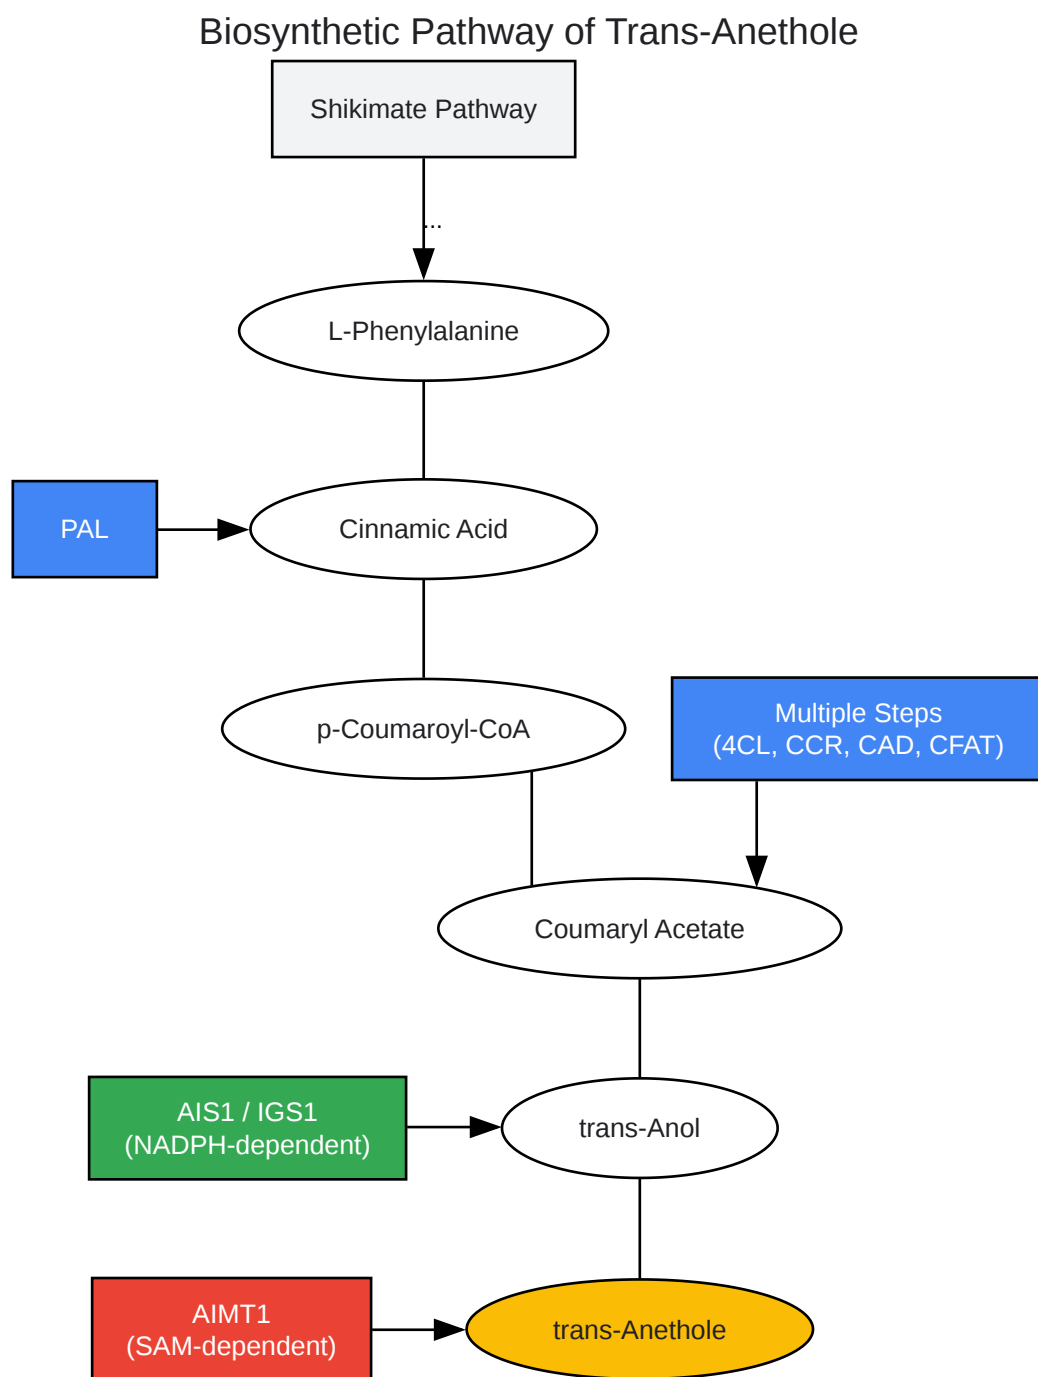 Biosynthetic Pathway of Trans-Anethole
Shikimate Pathway
...
L-Phenylalanine
PAL
Cinnamic Acid
p-Coumaroyl-CoA
Multiple Steps
(4CL, CCR, CAD, CFAT)
Coumaryl Acetate
AIS1 / IGS1
(NADPH-dependent)
trans-Anol
AIMT1
(SAM-dependent)
trans-Anethole